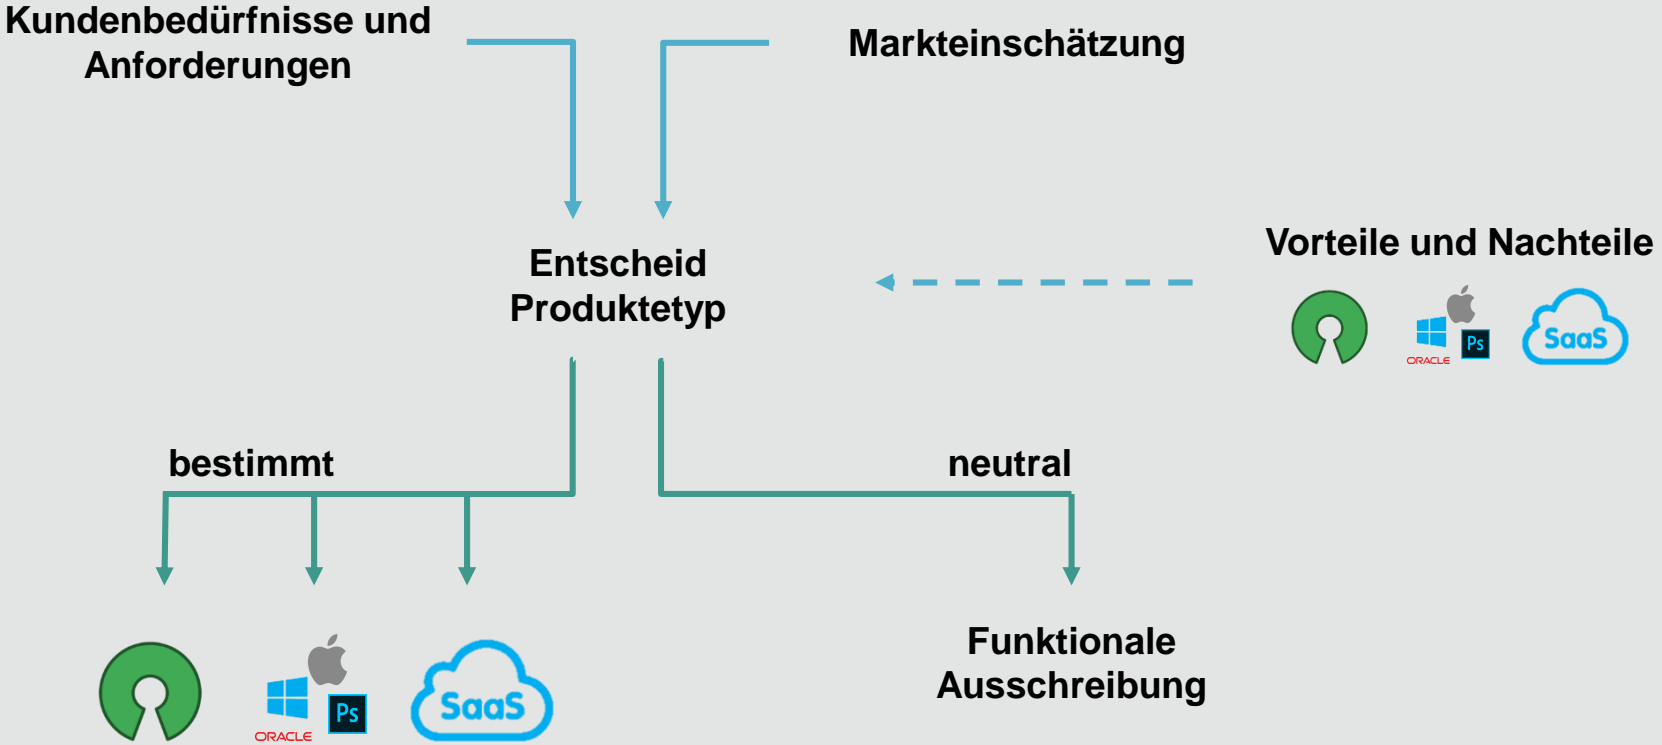 Kundenbedürfnisse und
Anforderungen
Markteinschätzung
Entscheid
Produktetyp
Vorteile und Nachteile
SaaS
Ps
ORACLE
bestimmt
neutral
Funktionale
Ausschreibung
SaaS
Ps
ORACLE